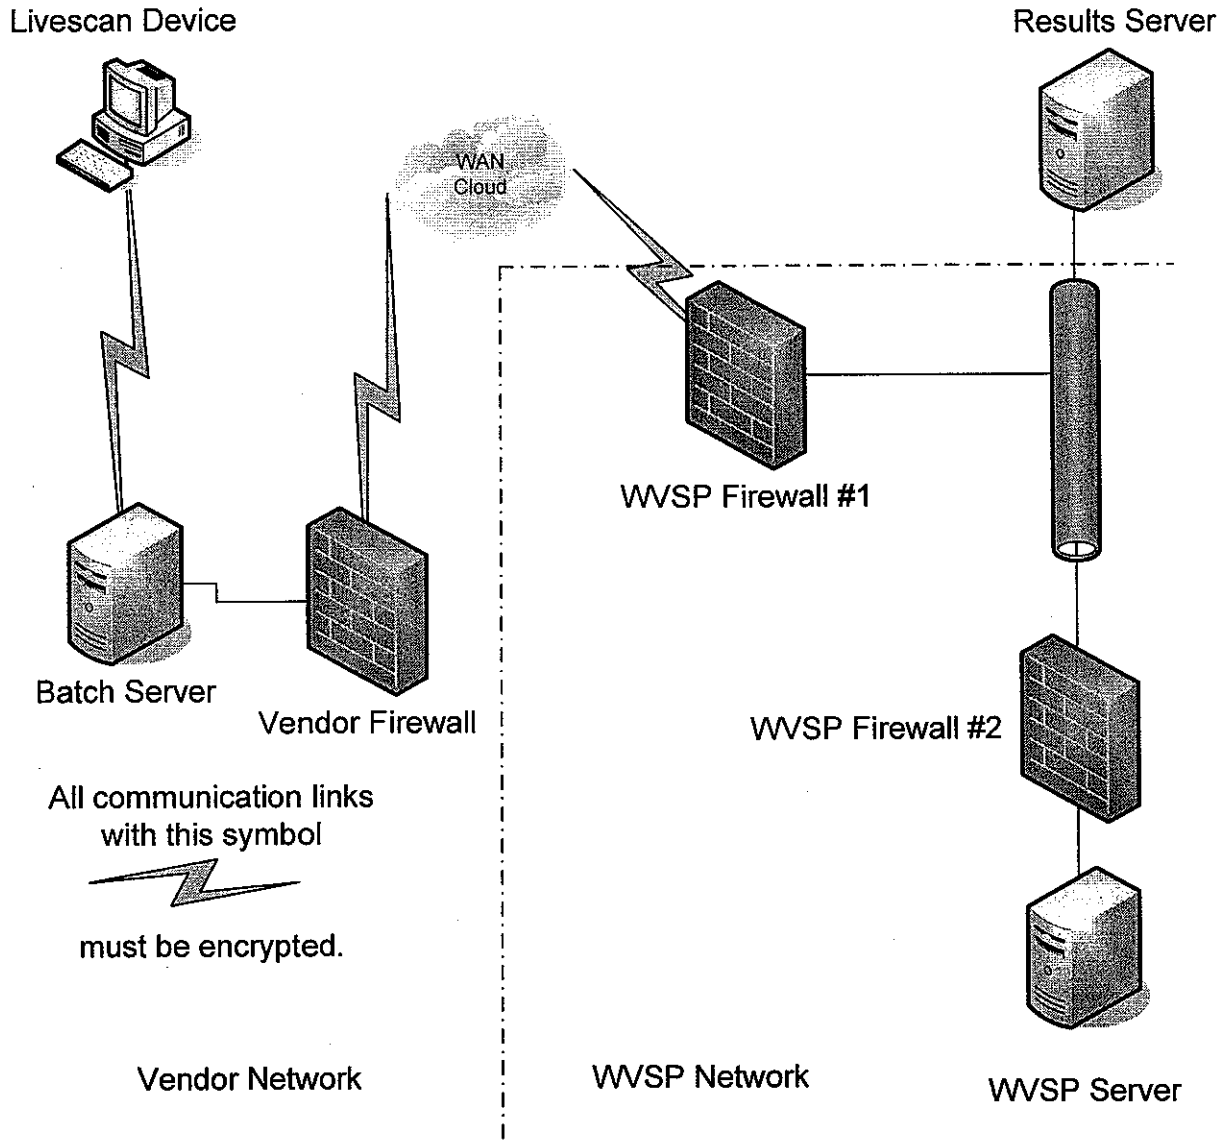 Livescan Device
Results Server
WAN
Cloud
WVSP Firewall #1
Batch Server
Vendor Firewall
WVSP Firewall #2
All communication links
with this symbol
must be encrypted.
Vendor Network
WVSP Network
WVSP Server